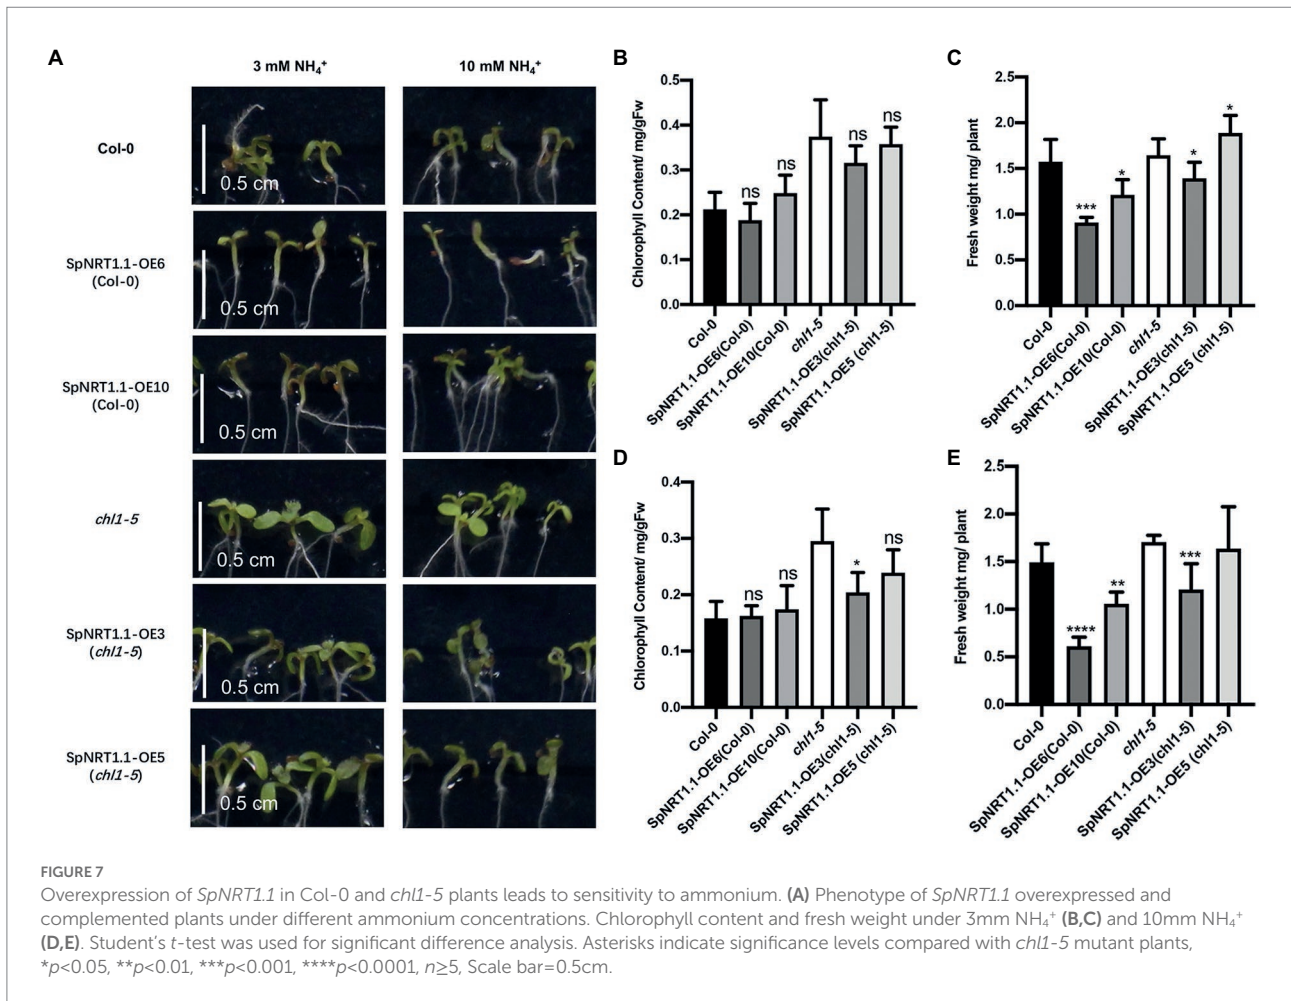 A
3 mM NH₄⁺
10 mM NH₄⁺
Col-0
0.5 cm
SpNRT1.1-OE6
(Col-0)
0.5 cm
SpNRT1.1-OE10
(Col-0)
0.5 cm
chl1-5
0.5 cm
SpNRT1.1-OE3
(chl1-5)
0.5 cm
SpNRT1.1-OE5
(chl1-5)
0.5 cm
B
Chlorophyll Content/ mg/gFw
0.5
0.4
0.3
0.2
0.1
0.0
ns
ns
ns
ns
Col-0
SpNRT1.1-OE6(Col-0)
SpNRT1.1-OE10(Col-0)
chl1-5
SpNRT1.1-OE3(chl1-5)
SpNRT1.1-OE5 (chl1-5)
C
Fresh weight mg/ plant
2.5
2.0
1.5
1.0
0.5
0.0
***
*
*
*
Col-0
SpNRT1.1-OE6(Col-0)
SpNRT1.1-OE10(Col-0)
chl1-5
SpNRT1.1-OE3(chl1-5)
SpNRT1.1-OE5 (chl1-5)
D
Chlorophyll Content/ mg/gFw
0.4
0.3
0.2
0.1
0.0
ns
ns
*
ns
Col-0
SpNRT1.1-OE6(Col-0)
SpNRT1.1-OE10(Col-0)
chl1-5
SpNRT1.1-OE3(chl1-5)
SpNRT1.1-OE5 (chl1-5)
E
Fresh weight mg/ plant
2.5
2.0
1.5
1.0
0.5
0.0
****
**
***
Col-0
SpNRT1.1-OE6(Col-0)
SpNRT1.1-OE10(Col-0)
chl1-5
SpNRT1.1-OE3(chl1-5)
SpNRT1.1-OE5 (chl1-5)
FIGURE 7
Overexpression of SpNRT1.1 in Col-0 and chl1-5 plants leads to sensitivity to ammonium. (A) Phenotype of SpNRT1.1 overexpressed and
complemented plants under different ammonium concentrations. Chlorophyll content and fresh weight under 3mm NH₄⁺ (B,C) and 10mm NH₄⁺
(D,E). Student's t-test was used for significant difference analysis. Asterisks indicate significance levels compared with chl1-5 mutant plants,
*p<0.05, **p<0.01, ***p<0.001, ****p<0.0001, n≥5, Scale bar=0.5cm.